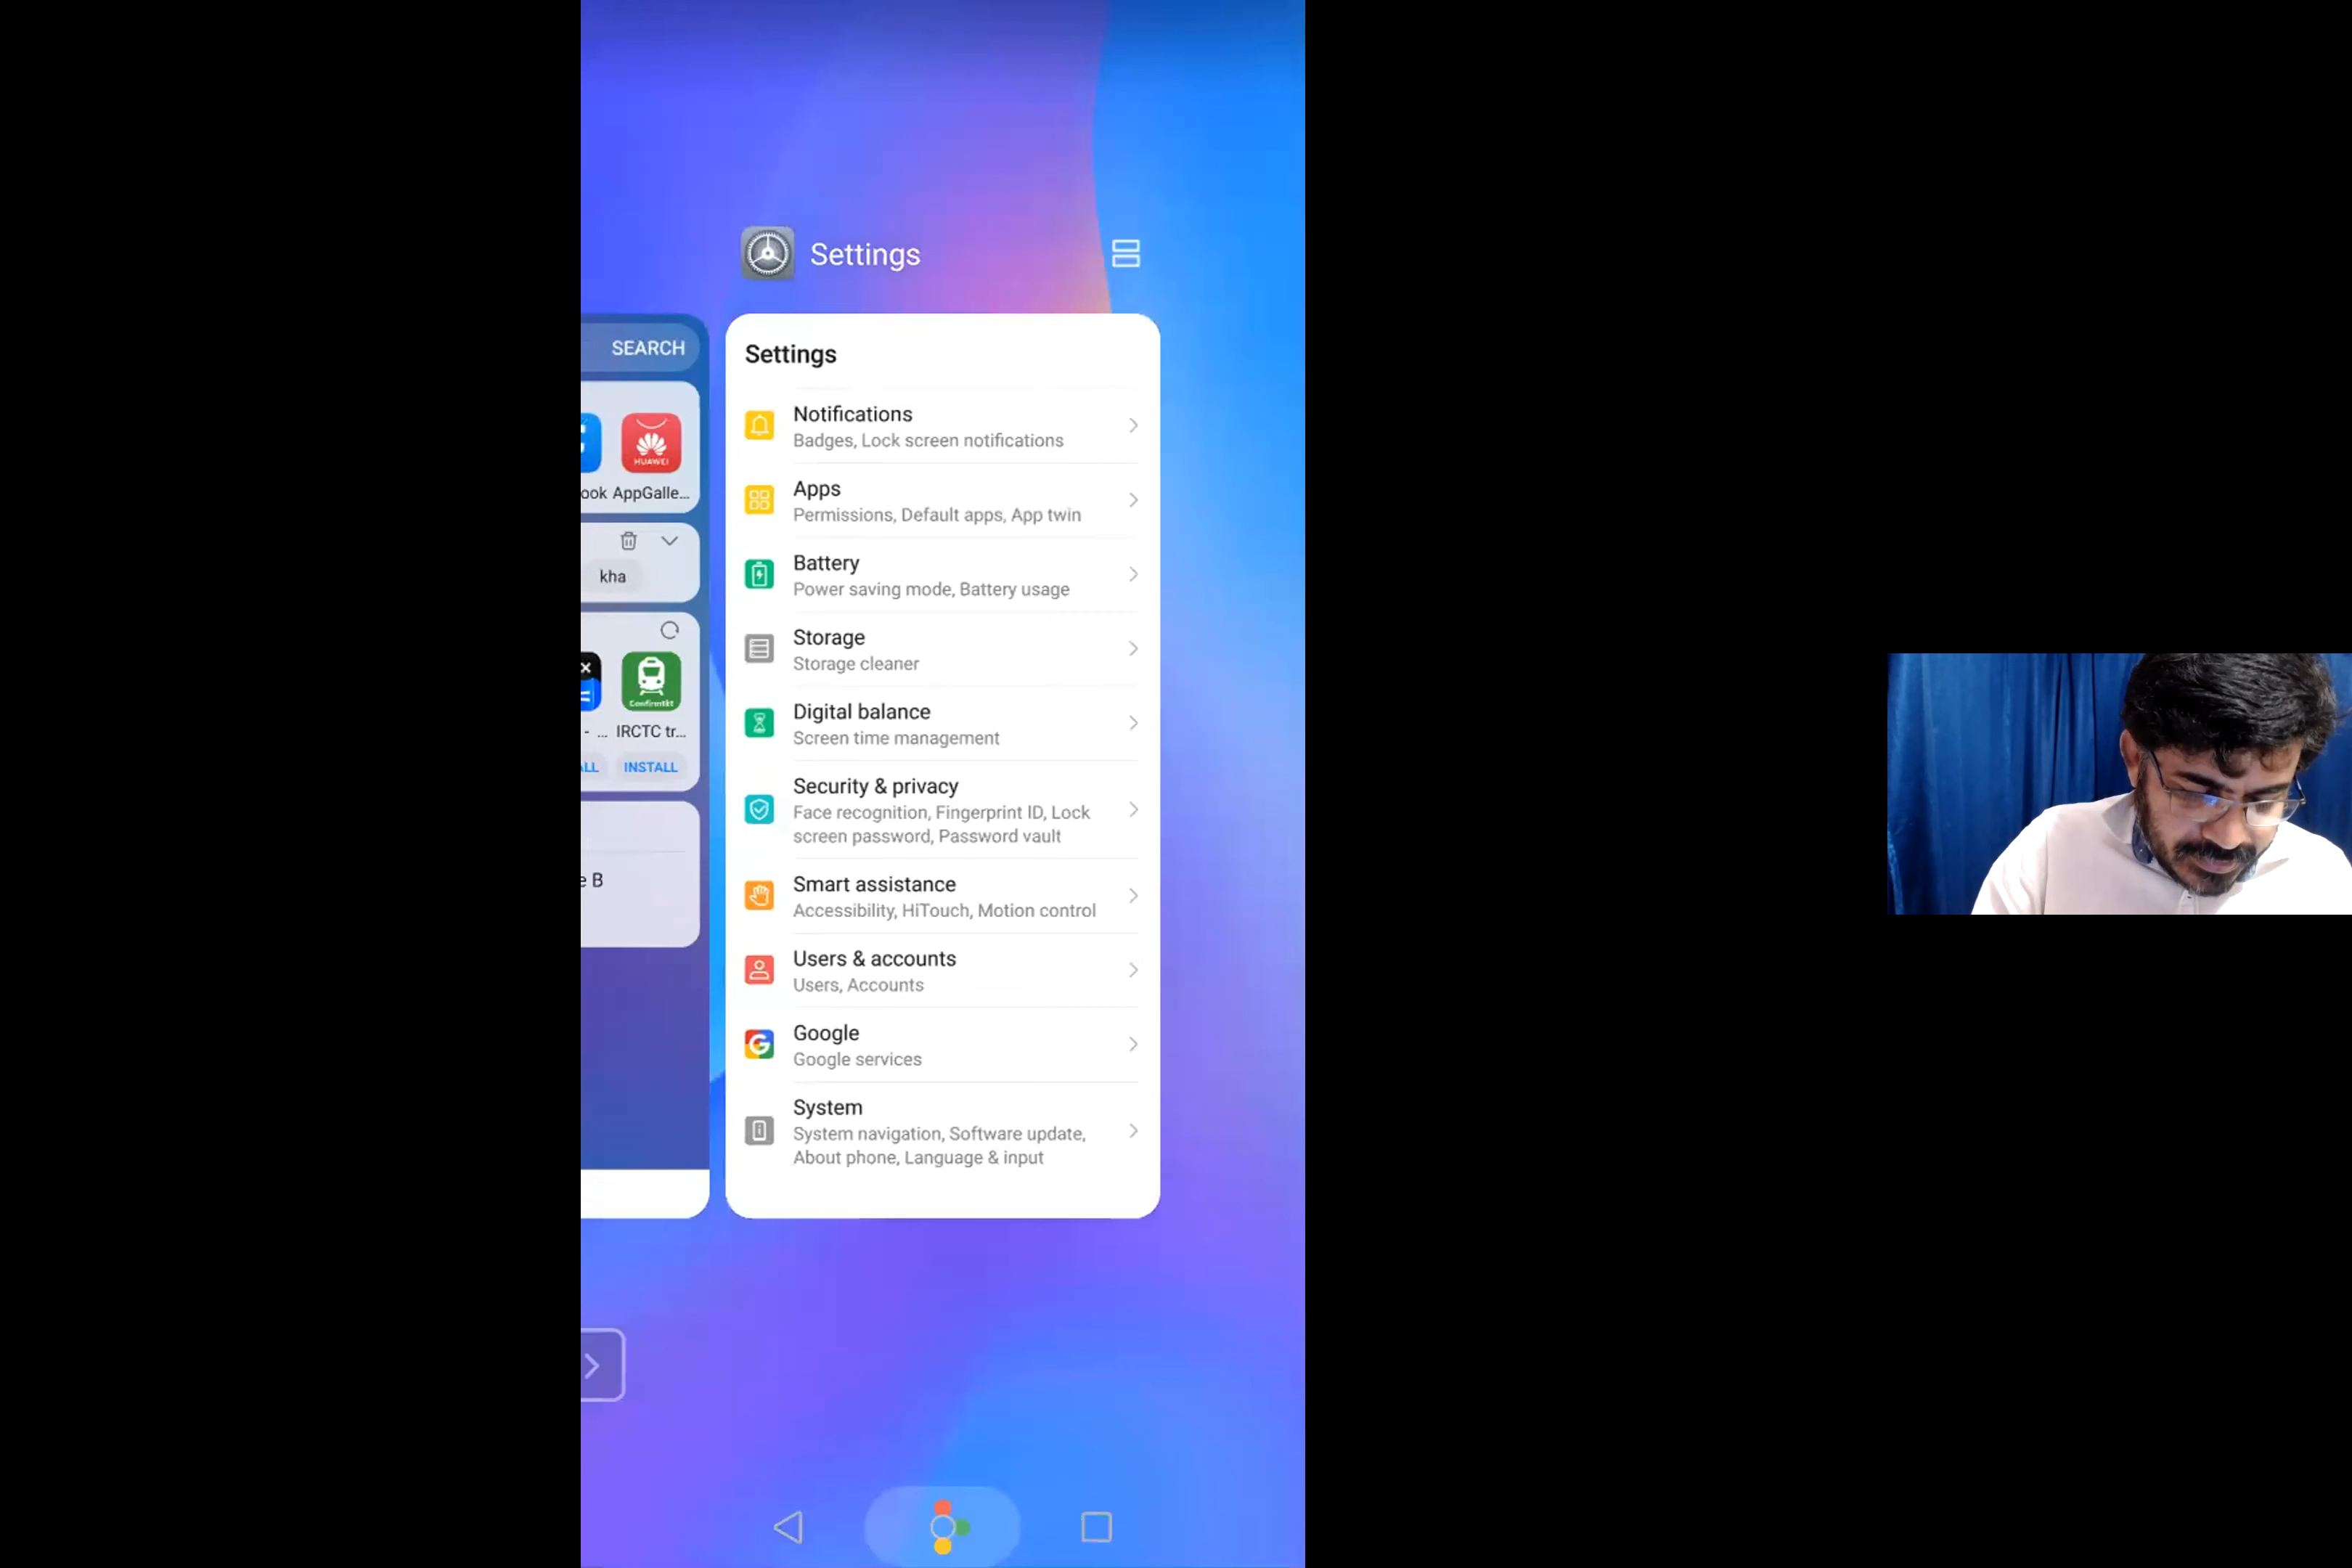 Settings
SEARCH
HUAWEI
ook AppGalle...
kha
ConfirmTkt
- ... IRCTC tr...
ALL INSTALL
e B
Settings
Notifications
Badges, Lock screen notifications
Apps
Permissions, Default apps, App twin
Battery
Power saving mode, Battery usage
Storage
Storage cleaner
Digital balance
Screen time management
Security & privacy
Face recognition, Fingerprint ID, Lock
screen password, Password vault
Smart assistance
Accessibility, HiTouch, Motion control
Users & accounts
Users, Accounts
Google
Google services
System
System navigation, Software update,
About phone, Language & input